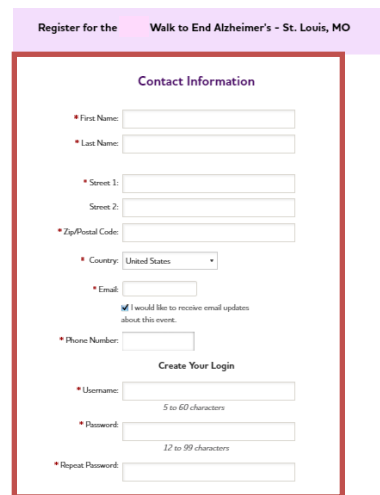 Register for the Walk to End Alzheimer's - St. Louis, MO
Contact Information
* First Name:
* Last Name:
* Street 1:
Street 2:
* Zip/Postal Code:
* Country: United States
* Email:
I would like to receive email updates
about this event.
* Phone Number:
Create Your Login
* Username:
5 to 60 characters
* Password:
12 to 99 characters
* Repeat Password: